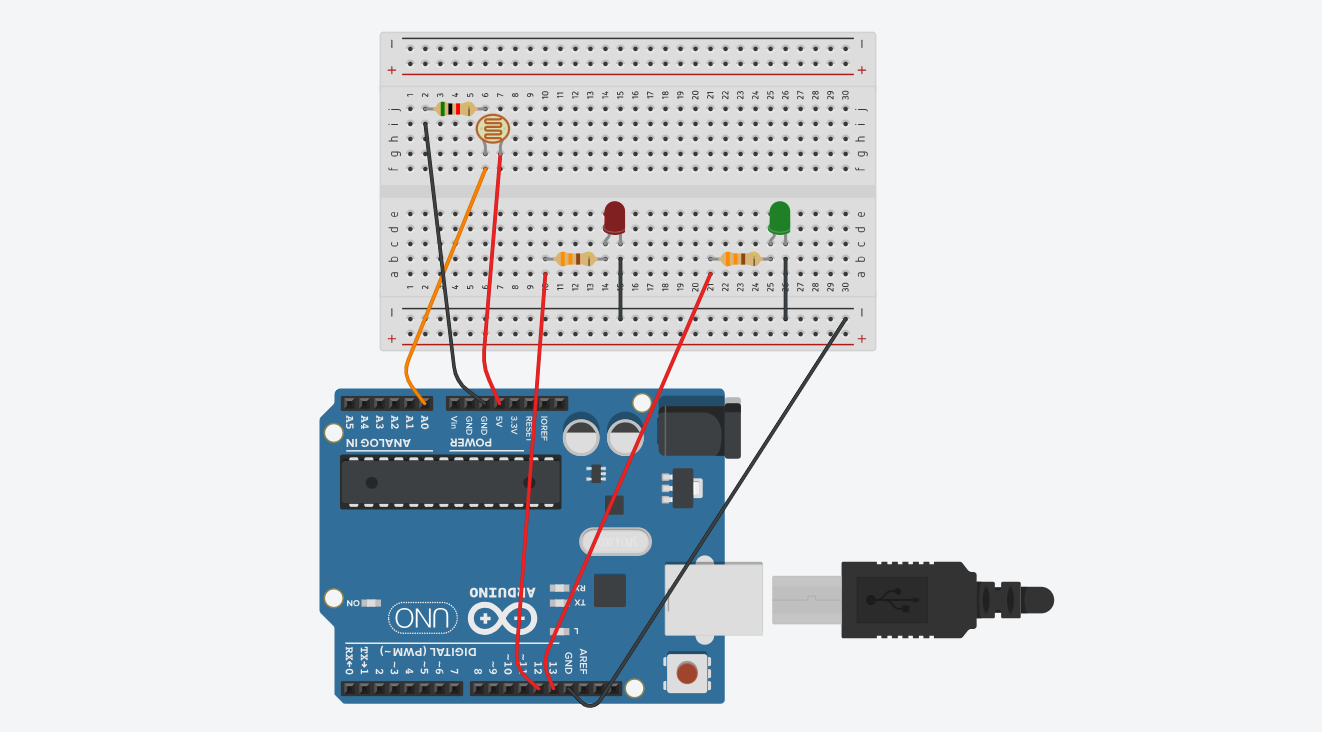 − −
+ +
1 2 3 4 5 6 7 8 9 10 11 12 13 14 15 16 17 18 19 20 21 22 23 24 25 26 27 28 29 30
j j
i i
h h
g g
f f
e e
d d
c c
b b
a a
1 2 3 4 5 6 7 8 9 10 11 12 13 14 15 16 17 18 19 20 21 22 23 24 25 26 27 28 29 30
− −
+ +
A5 A4 A3 A2 A1 A0 Vin GND GND 5V 3.3V RESET IOREF
ANALOG IN POWER
ARDUINO
UNO
ON
RX
TX
L
DIGITAL (PWM~)
RX←0 TX→1 2 ~3 4 ~5 ~6 7 8 ~9 ~10 ~11 12 13 GND AREF